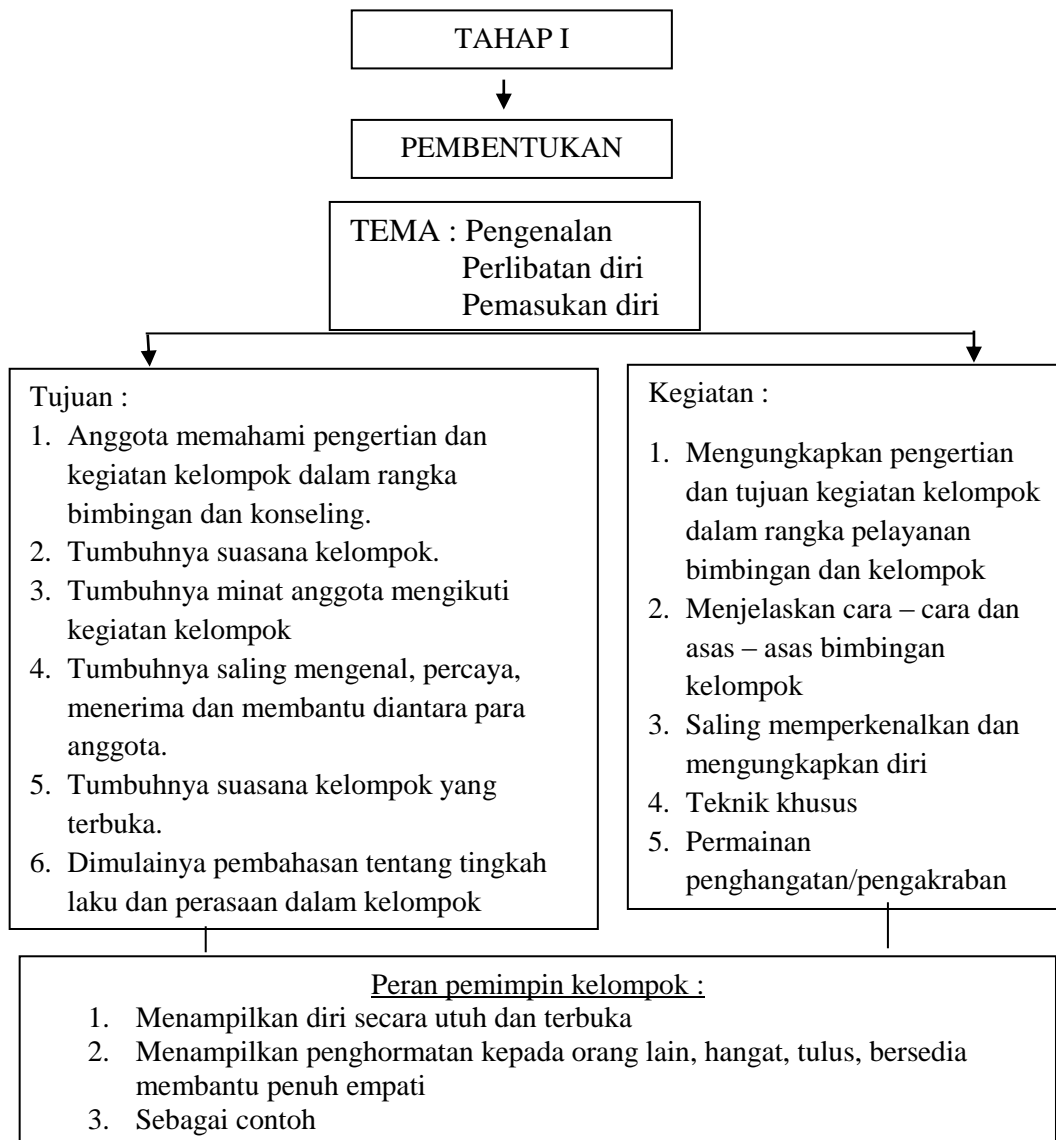 TAHAP I
PEMBENTUKAN
TEMA : Pengenalan
Perlibatan diri
Pemasukan diri
Tujuan :
1. Anggota memahami pengertian dan
kegiatan kelompok dalam rangka
bimbingan dan konseling.
2. Tumbuhnya suasana kelompok.
3. Tumbuhnya minat anggota mengikuti
kegiatan kelompok
4. Tumbuhnya saling mengenal, percaya,
menerima dan membantu diantara para
anggota.
5. Tumbuhnya suasana kelompok yang
terbuka.
6. Dimulainya pembahasan tentang tingkah
laku dan perasaan dalam kelompok
Kegiatan :
1. Mengungkapkan pengertian
dan tujuan kegiatan kelompok
dalam rangka pelayanan
bimbingan dan kelompok
2. Menjelaskan cara – cara dan
asas – asas bimbingan
kelompok
3. Saling memperkenalkan dan
mengungkapkan diri
4. Teknik khusus
5. Permainan
penghangatan/pengakraban
Peran pemimpin kelompok :
1. Menampilkan diri secara utuh dan terbuka
2. Menampilkan penghormatan kepada orang lain, hangat, tulus, bersedia
membantu penuh empati
3. Sebagai contoh